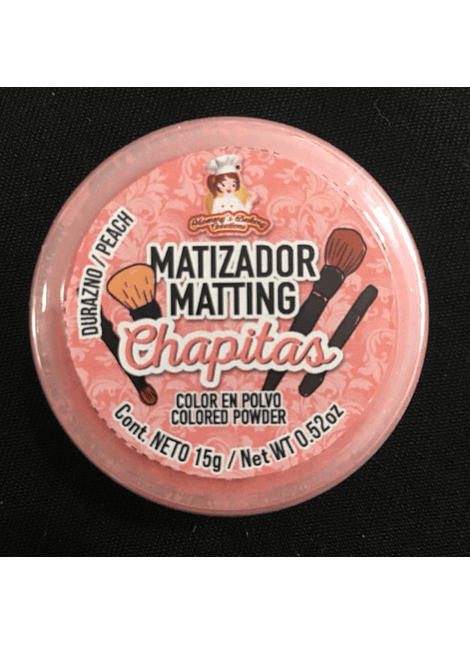 DURAZNO / PEACH
MATIZADOR
MATTING
Chapitas
COLOR EN POLVO
COLORED POWDER
Cont. NETO 15g / Net WT 0.52oz